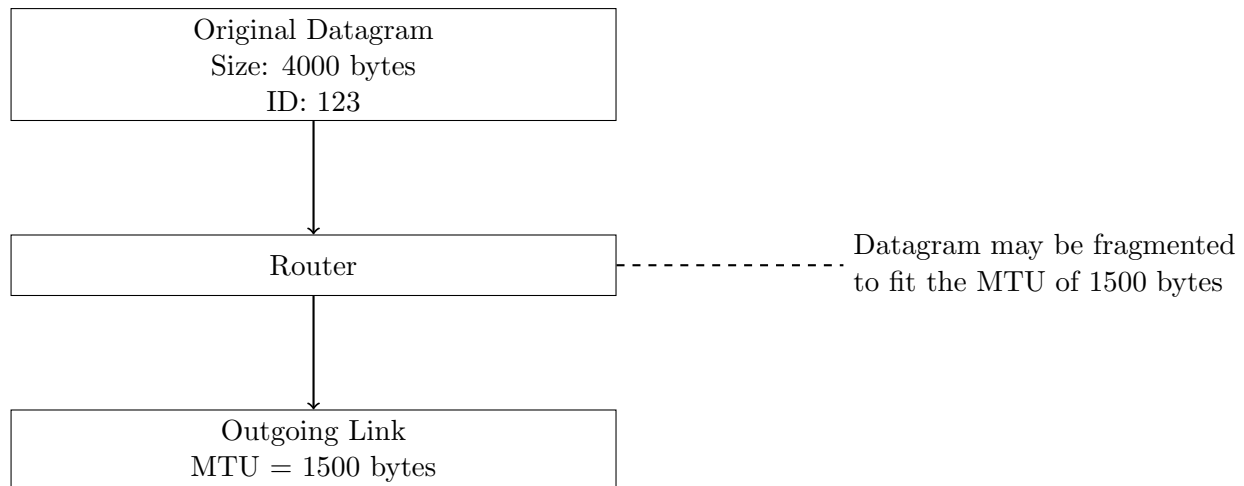 Original Datagram
Size: 4000 bytes
ID: 123
Router
Datagram may be fragmented
to fit the MTU of 1500 bytes
Outgoing Link
MTU = 1500 bytes